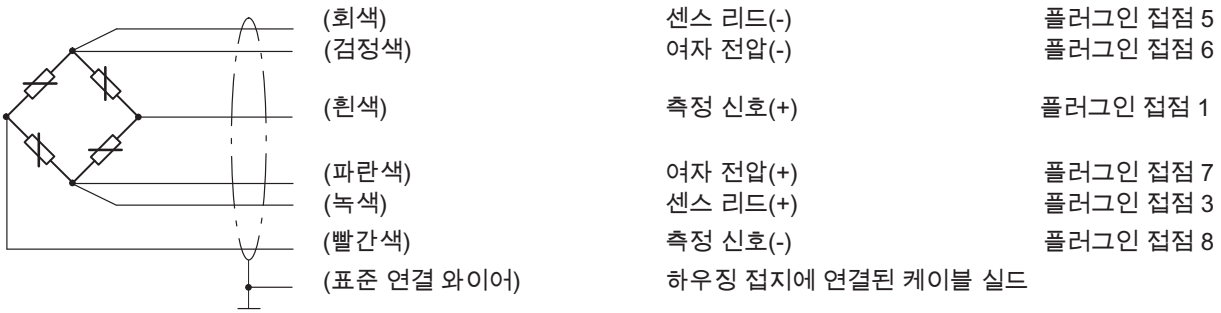 (회색) 센스 리드(-) 플러그인 접점 5
(검정색) 여자 전압(-) 플러그인 접점 6
(흰색) 측정 신호(+) 플러그인 접점 1
(파란색) 여자 전압(+) 플러그인 접점 7
(녹색) 센스 리드(+) 플러그인 접점 3
(빨간색) 측정 신호(-) 플러그인 접점 8
(표준 연결 와이어) 하우징 접지에 연결된 케이블 실드